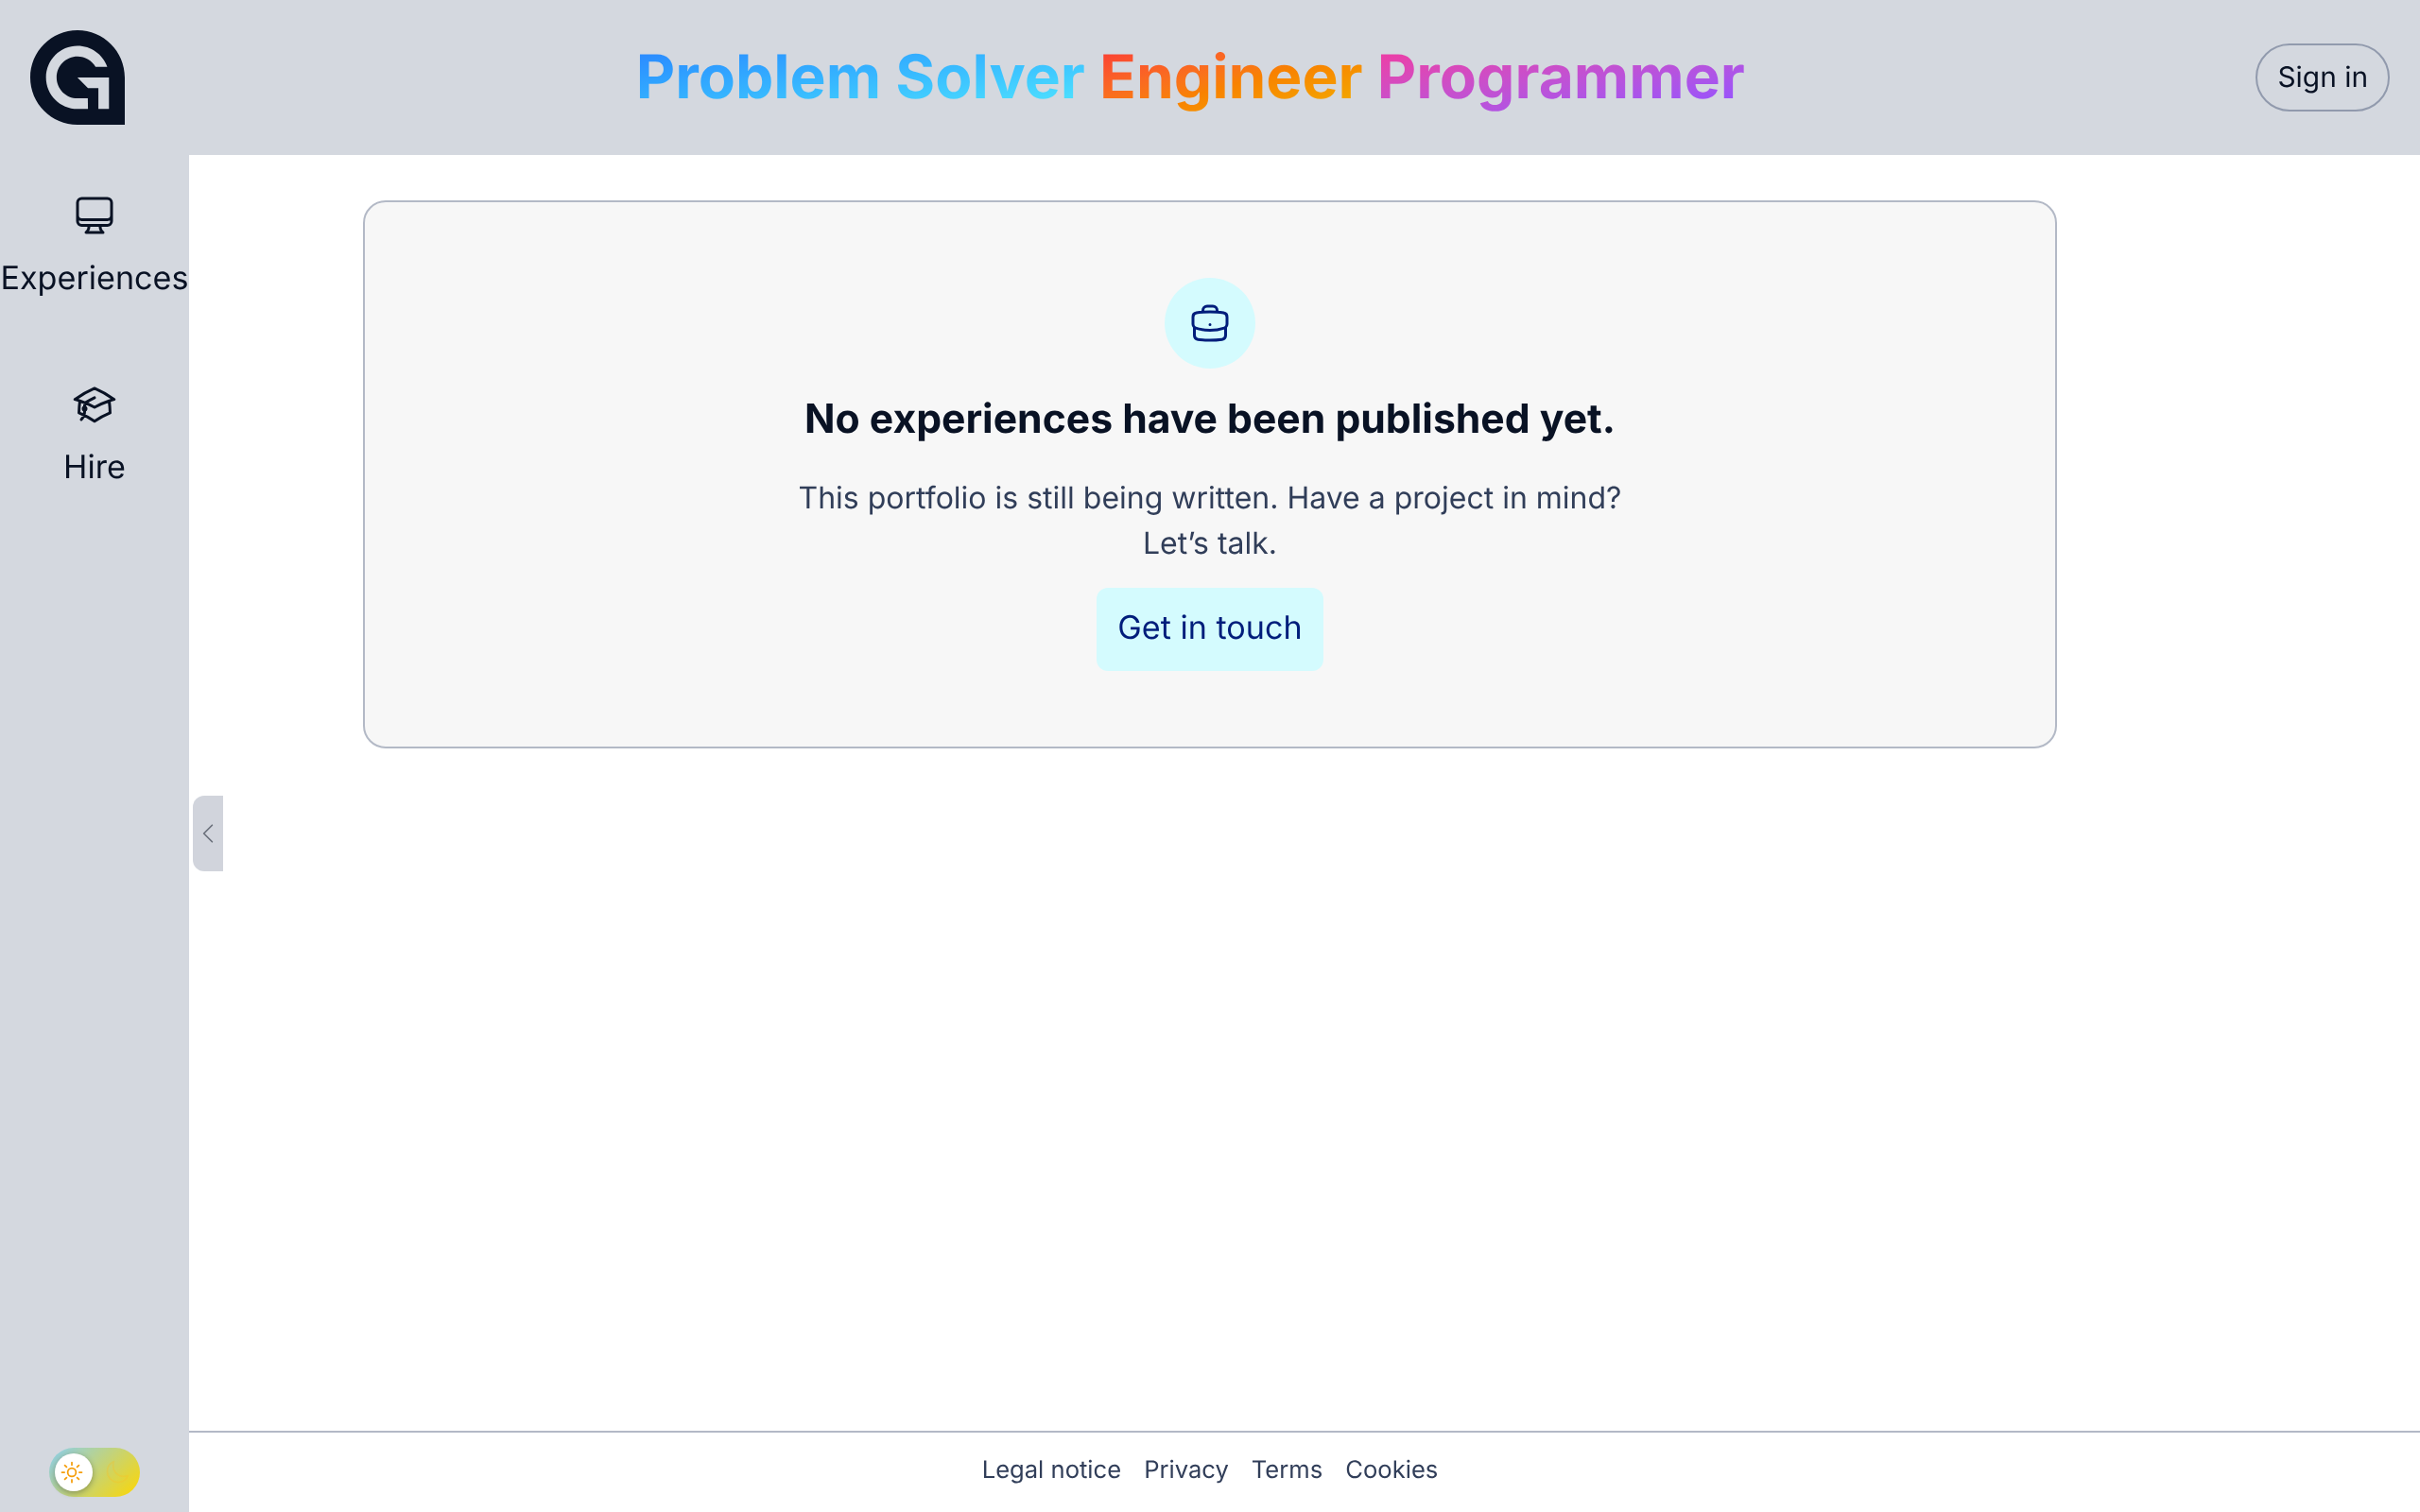 Problem Solver Engineer Programmer
Sign in
Experiences
Hire
No experiences have been published yet.
This portfolio is still being written. Have a project in mind?
Let’s talk.
Get in touch
Legal notice Privacy Terms Cookies